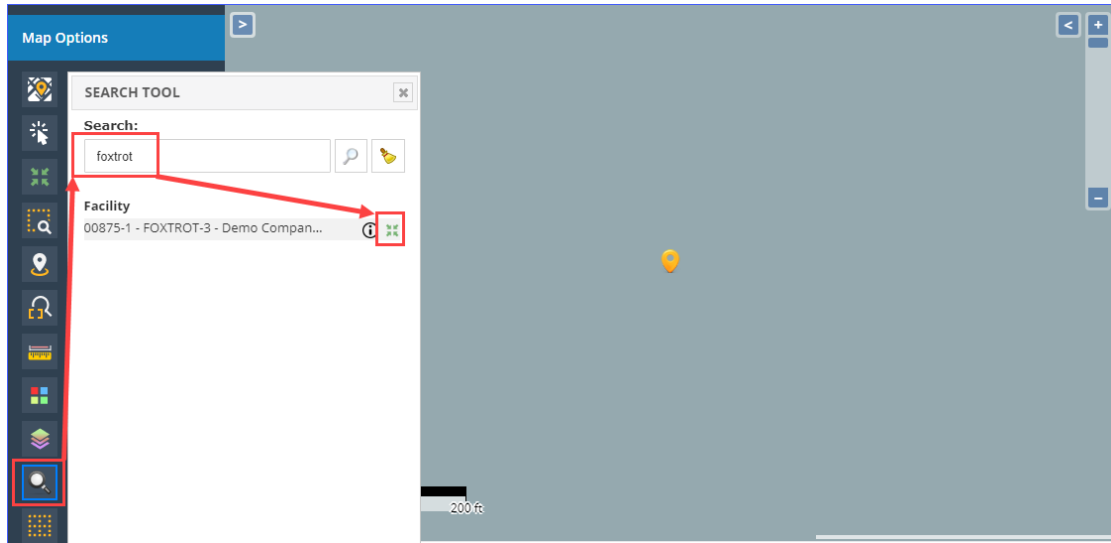 Map Options
>
<
+
SEARCH TOOL
Search:
foxtrot
Facility
00875-1 - FOXTROT-3 - Demo Compan...
−
200 ft